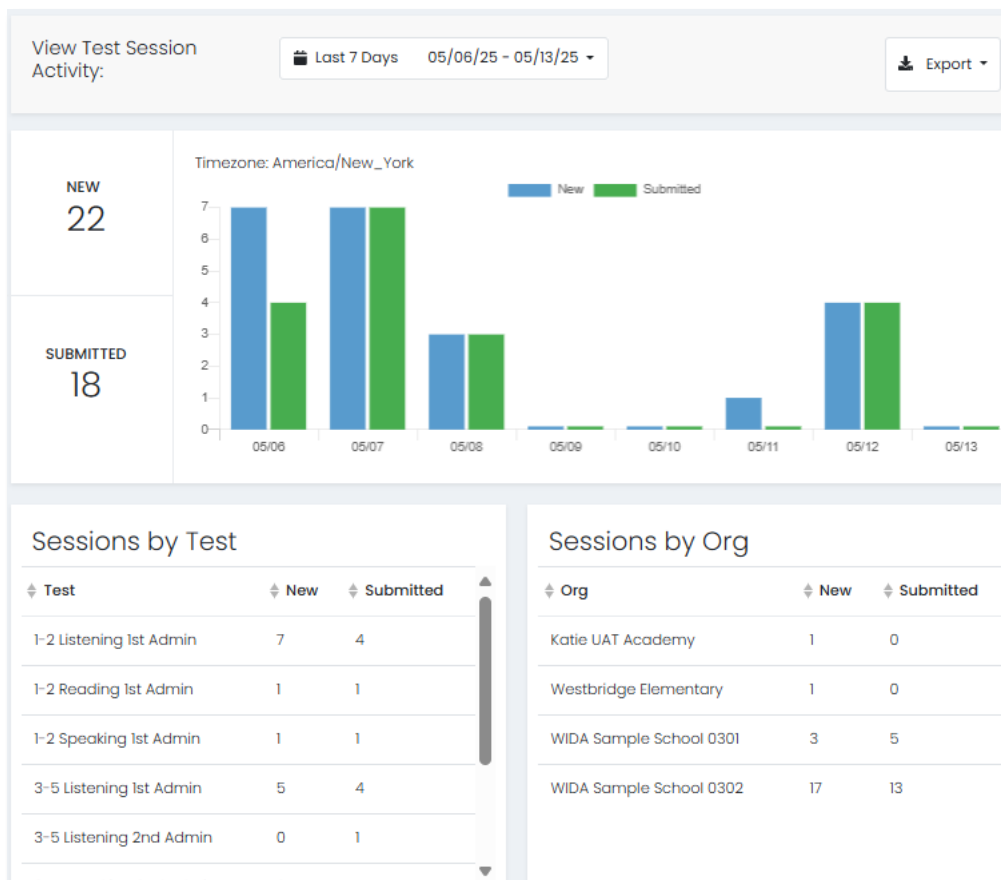 View Test Session
Activity:
Last 7 Days 05/06/25 - 05/13/25
Export
NEW
22
SUBMITTED
18
Timezone: America/New_York
New Submitted
7
6
5
4
3
2
1
0
05/06 05/07 05/08 05/09 05/10 05/11 05/12 05/13
Sessions by Test
Test New Submitted
1-2 Listening 1st Admin 7 4
1-2 Reading 1st Admin 1 1
1-2 Speaking 1st Admin 1 1
3-5 Listening 1st Admin 5 4
3-5 Listening 2nd Admin 0 1
Sessions by Org
Org New Submitted
Katie UAT Academy 1 0
Westbridge Elementary 1 0
WIDA Sample School 0301 3 5
WIDA Sample School 0302 17 13